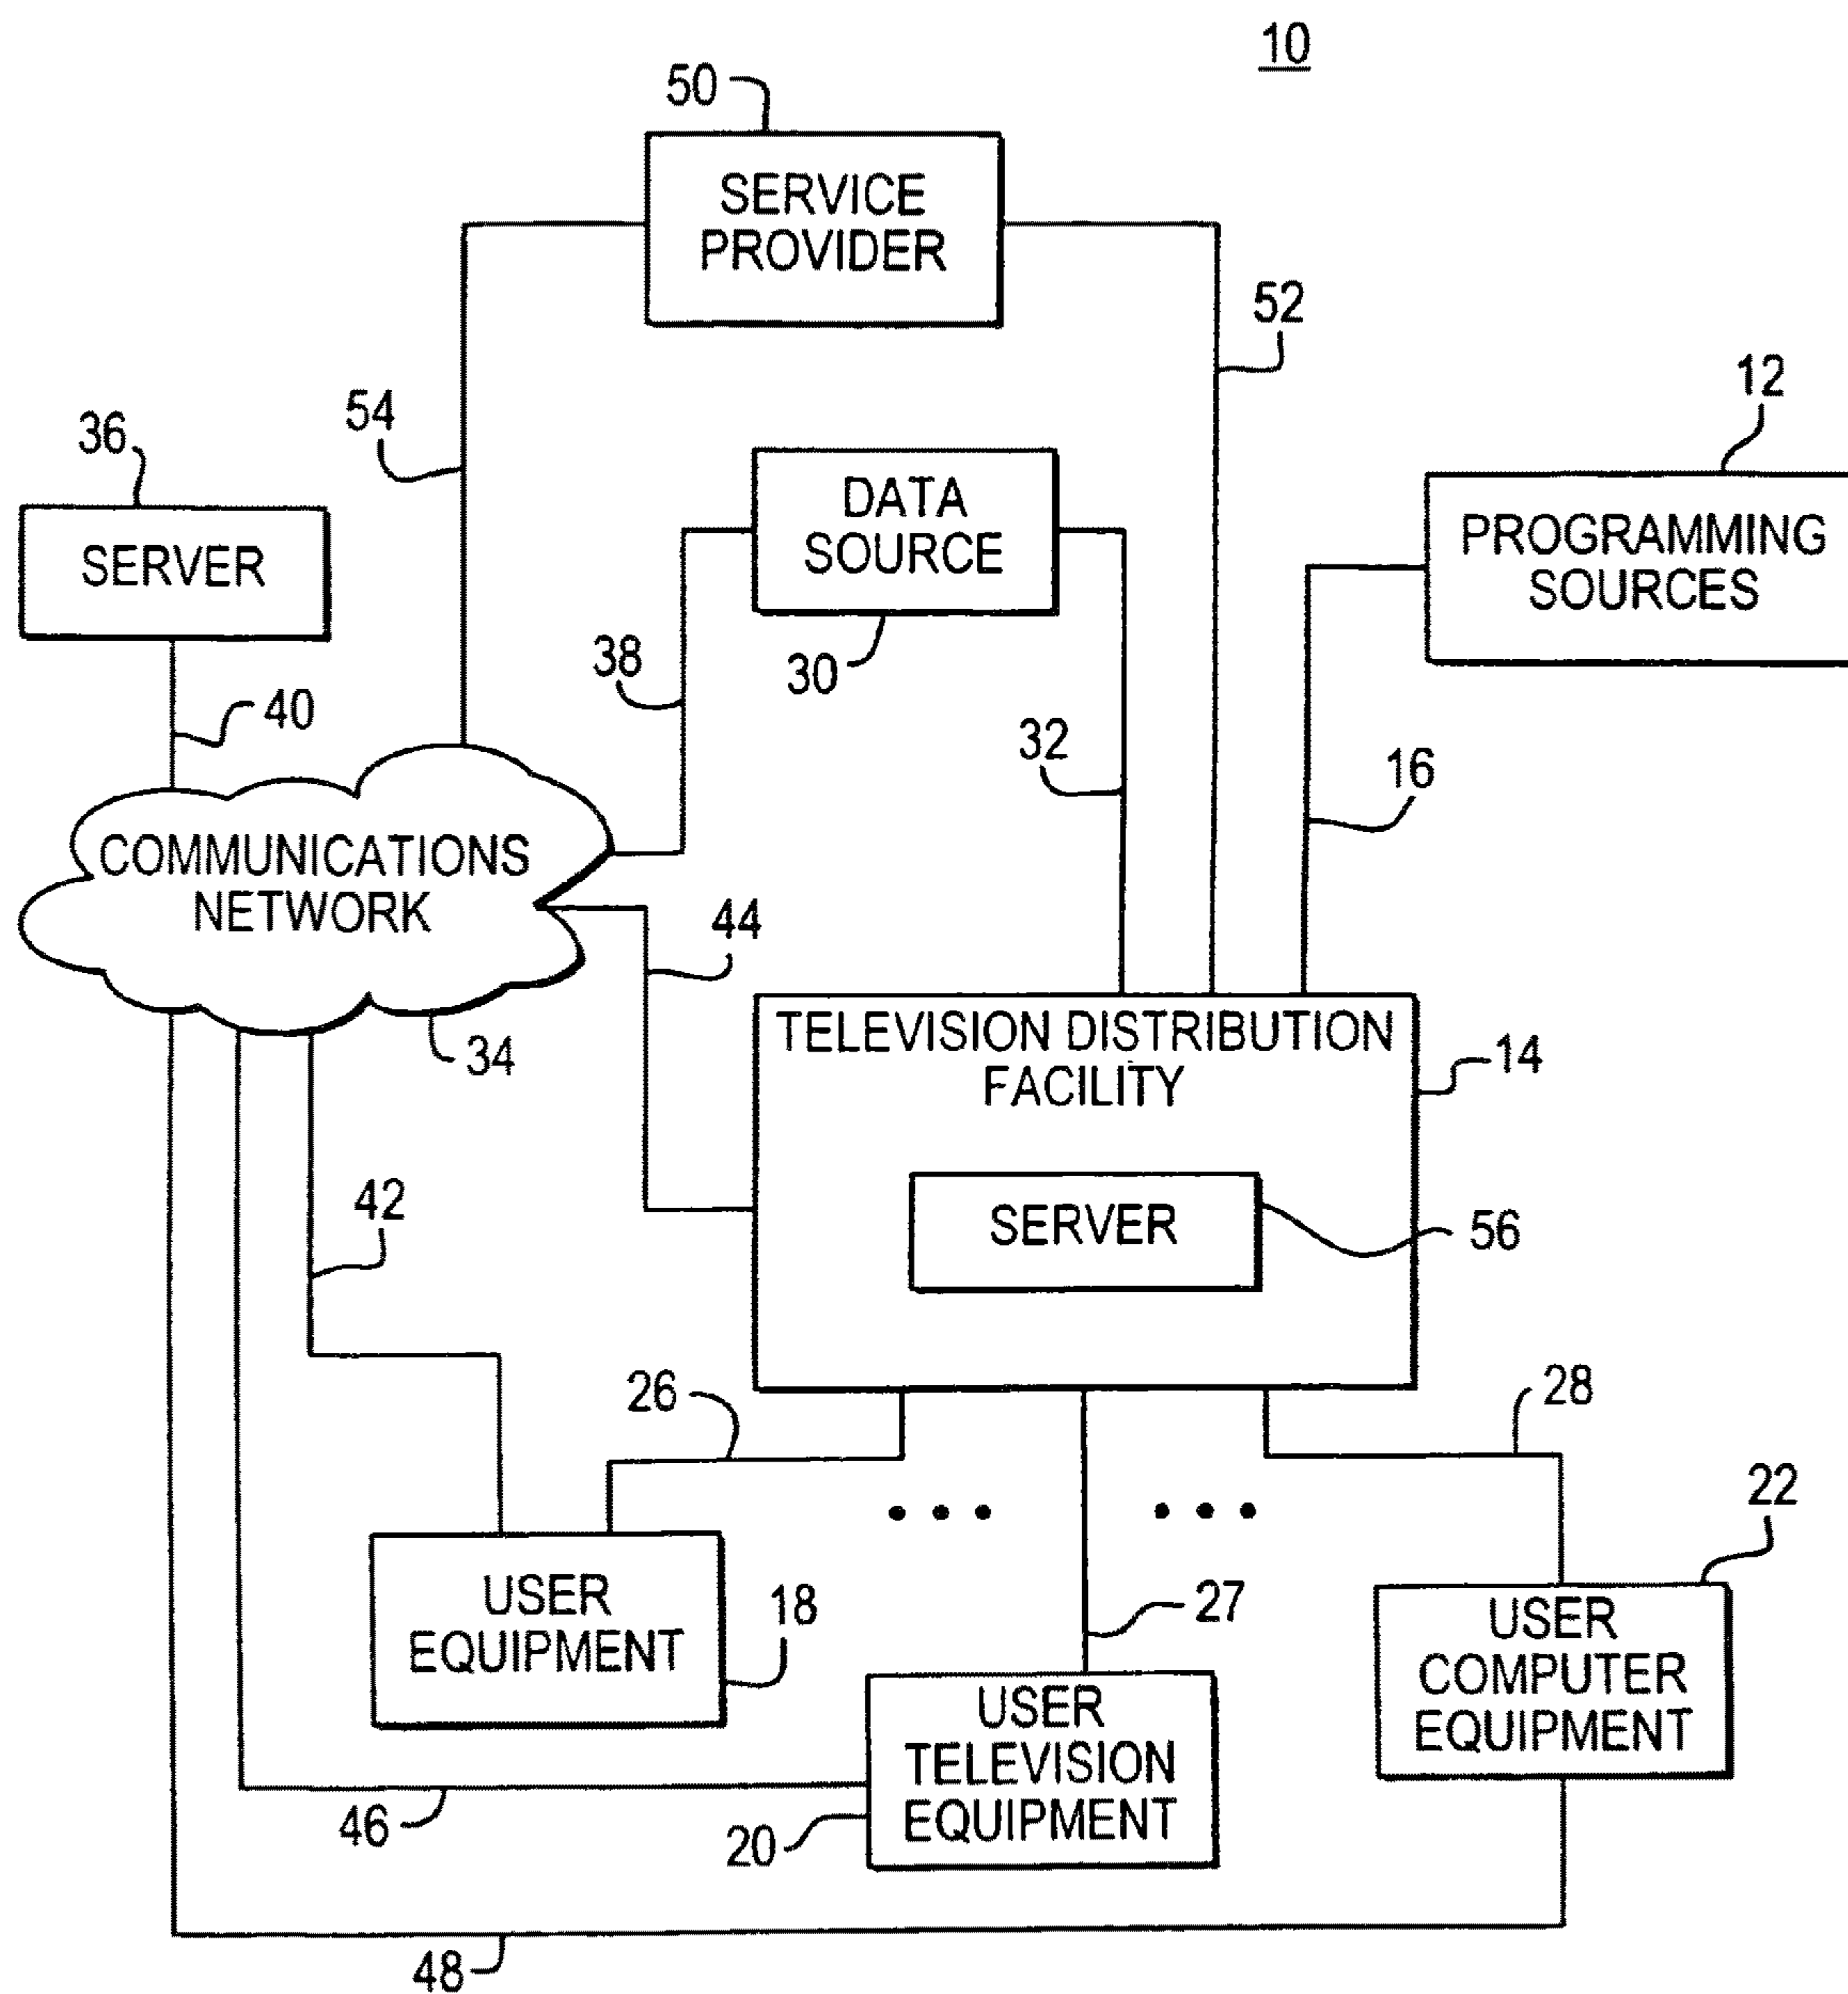 10
50
SERVICE
PROVIDER
52
12
54
36
DATA
SOURCE
PROGRAMMING
SOURCES
SERVER
38
30
40
32
16
COMMUNICATIONS
NETWORK
44
34
TELEVISION DISTRIBUTION
FACILITY
14
42
SERVER
56
26
28
22
USER
EQUIPMENT
18
27
USER
COMPUTER
EQUIPMENT
USER
TELEVISION
EQUIPMENT
46
20
48